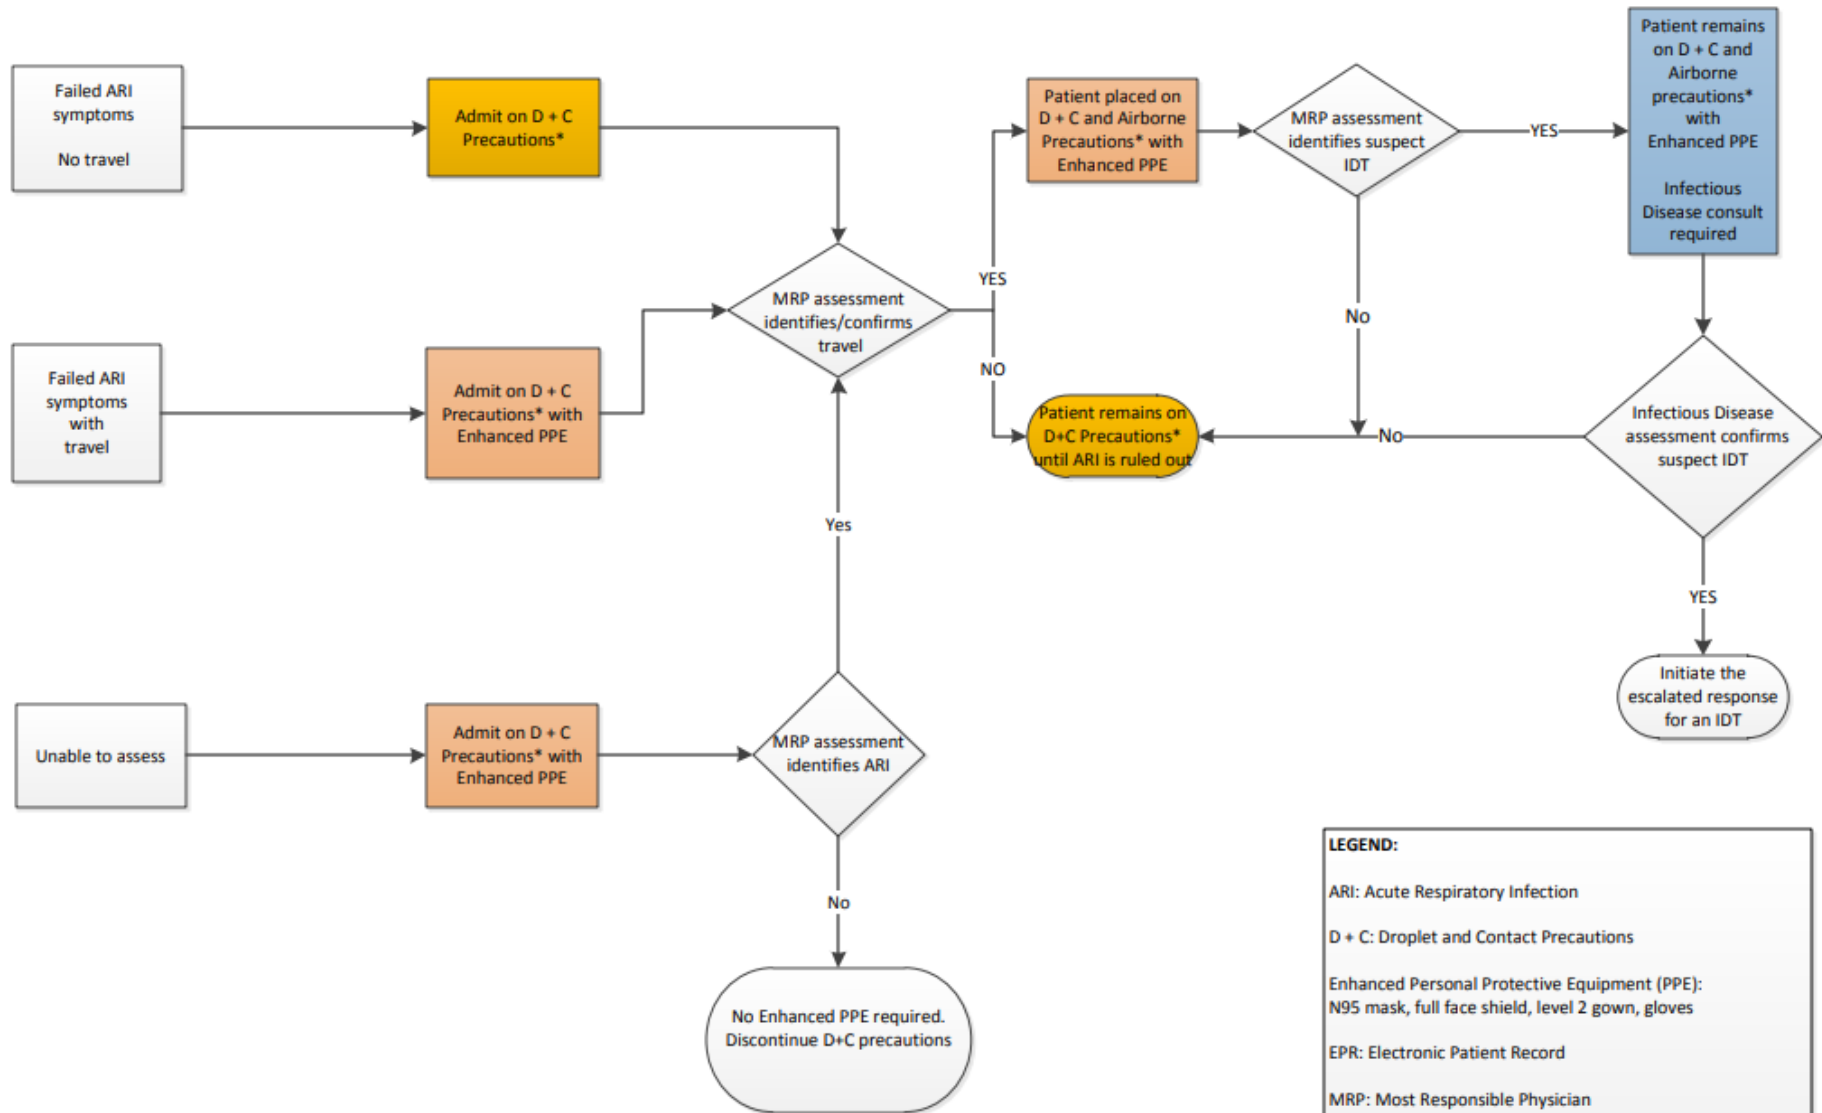 Failed ARI
symptoms
No travel
Admit on D + C
Precautions*
Patient placed on
D + C and Airborne
Precautions* with
Enhanced PPE
MRP assessment
identifies suspect
IDT
YES
Patient remains
on D + C and
Airborne
precautions*
with
Enhanced PPE
Infectious
Disease consult
required
MRP assessment
identifies/confirms
travel
YES
NO
No
Failed ARI
symptoms
with
travel
Admit on D + C
Precautions* with
Enhanced PPE
Patient remains on
D+C Precautions*
until ARI is ruled out
No
Infectious Disease
assessment confirms
suspect IDT
Yes
YES
Initiate the
escalated response
for an IDT
Unable to assess
Admit on D + C
Precautions* with
Enhanced PPE
MRP assessment
identifies ARI
No
No Enhanced PPE required.
Discontinue D+C precautions
LEGEND:
ARI: Acute Respiratory Infection
D + C: Droplet and Contact Precautions
Enhanced Personal Protective Equipment (PPE):
N95 mask, full face shield, level 2 gown, gloves
EPR: Electronic Patient Record
MRP: Most Responsible Physician